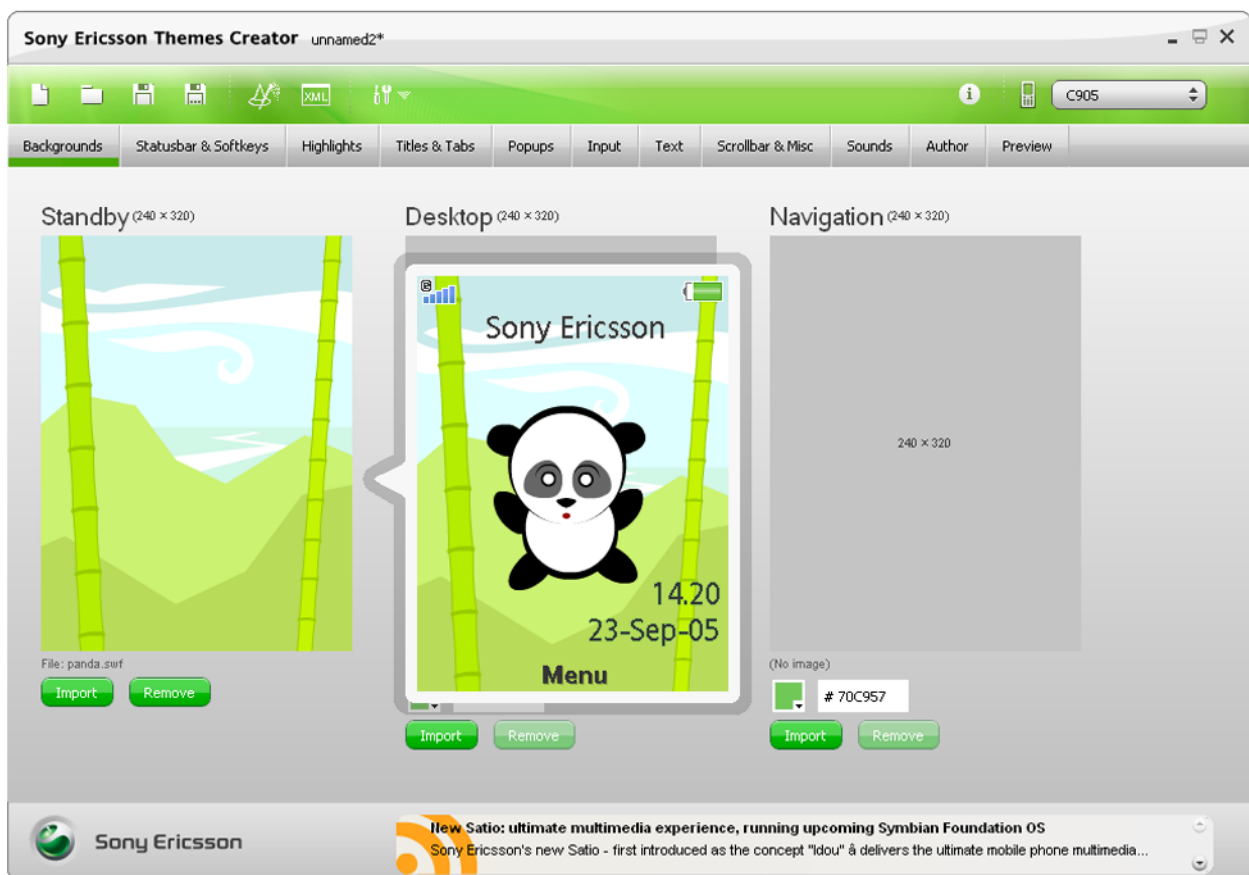 Sony Ericsson Themes Creator unnamed2*
XML
C905
Backgrounds Statusbar & Softkeys Highlights Titles & Tabs Popups Input Text Scrollbar & Misc Sounds Author Preview
Standby (240 × 320)
Desktop (240 × 320)
Navigation (240 × 320)
Sony Ericsson
14.20
23-Sep-05
Menu
240 × 320
File: panda.swf
Import Remove
Import Remove
(No image)
# 70C957
Import Remove
Sony Ericsson
New Satio: ultimate multimedia experience, running upcoming Symbian Foundation OS
Sony Ericsson's new Satio - first introduced as the concept "Idou" â delivers the ultimate mobile phone multimedia...